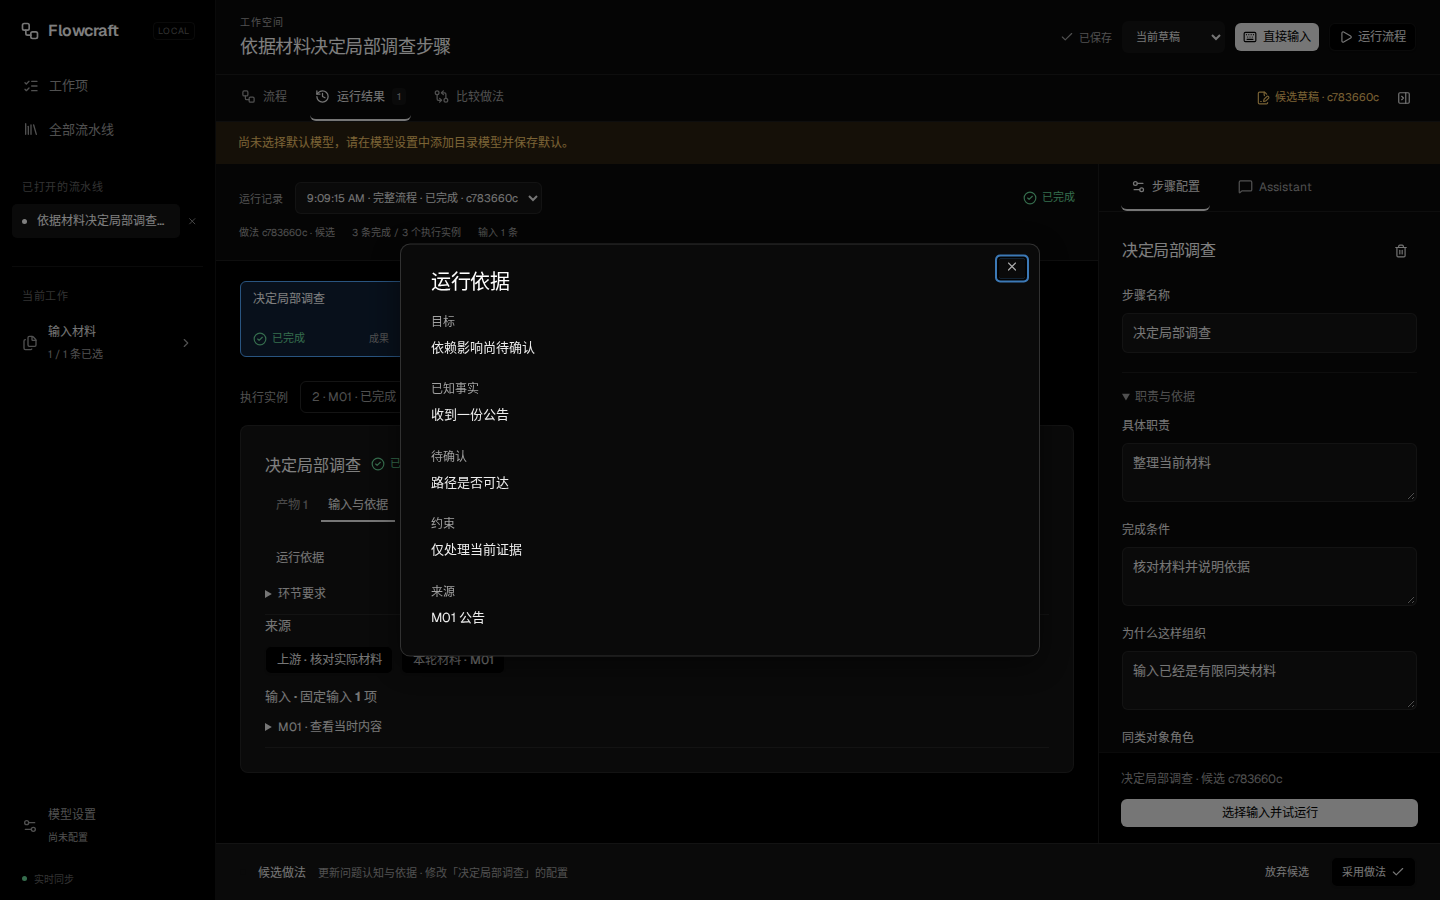 Flowcraft
LOCAL
工作项
全部流水线
已打开的流水线
依据材料决定局部调查...
当前工作
输入材料
1 / 1 条已选
模型设置
尚未配置
实时同步
工作空间
依据材料决定局部调查步骤
已保存
当前草稿
直接输入
运行流程
流程
运行结果 1
比较做法
候选草稿 · c783660c
尚未选择默认模型，请在模型设置中添加目录模型并保存默认。
运行记录
9:09:15 AM · 完整流程 · 已完成 · c783660c
已完成
做法 c783660c · 候选 3 条完成 / 3 个执行实例 输入 1 条
决定局部调查
已完成
成果
执行实例
2 · M01 · 已完成
决定局部调查
已
产物 1
输入与依据
运行依据
环节要求
来源
上游 · 核对实际材料
本轮材料 · M01
输入 · 固定输入 1 项
M01 · 查看当时内容
运行依据
目标
依赖影响尚待确认
已知事实
收到一份公告
待确认
路径是否可达
约束
仅处理当前证据
来源
M01 公告
步骤配置
Assistant
决定局部调查
步骤名称
决定局部调查
职责与依据
具体职责
整理当前材料
完成条件
核对材料并说明依据
为什么这样组织
输入已经是有限同类材料
同类对象角色
决定局部调查 · 候选 c783660c
选择输入并试运行
候选做法
更新问题认知与依据 · 修改「决定局部调查」的配置
放弃候选
采用做法